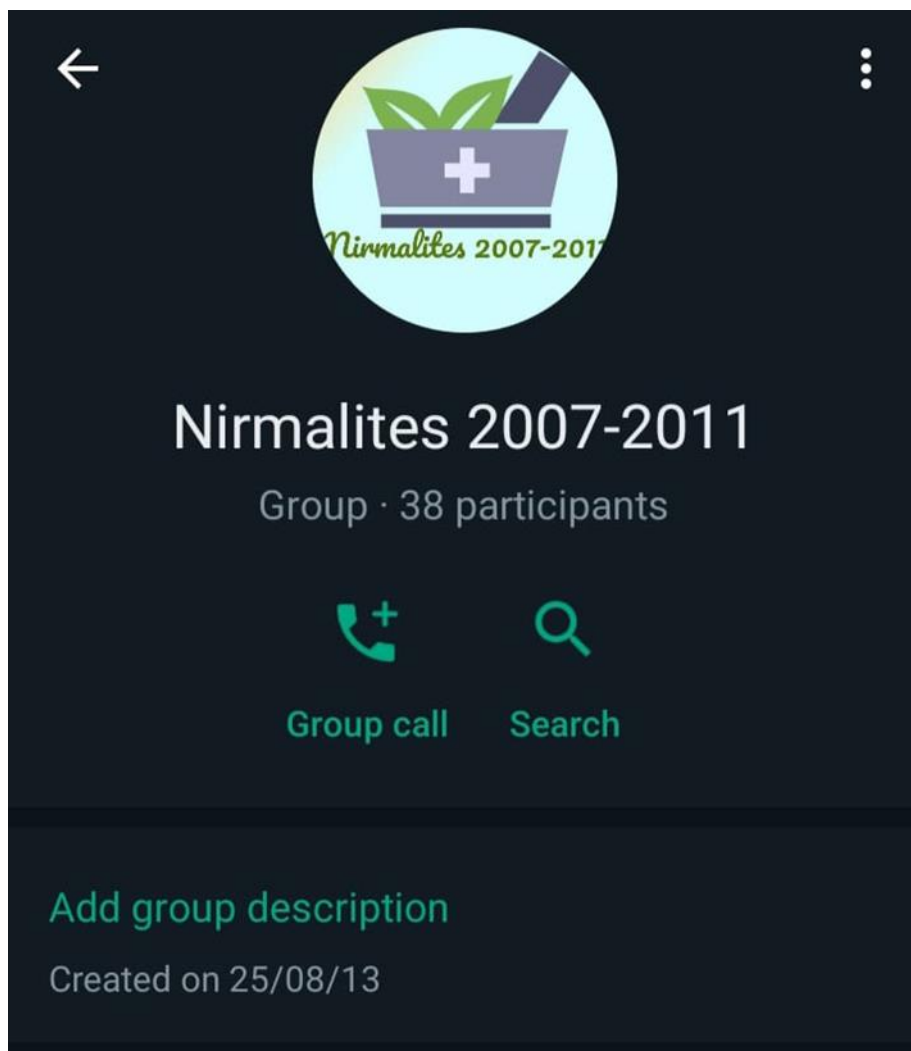 Nirmalites 2007-2011
Nirmalites 2007-2011
Group · 38 participants
Group call Search
Add group description
Created on 25/08/13